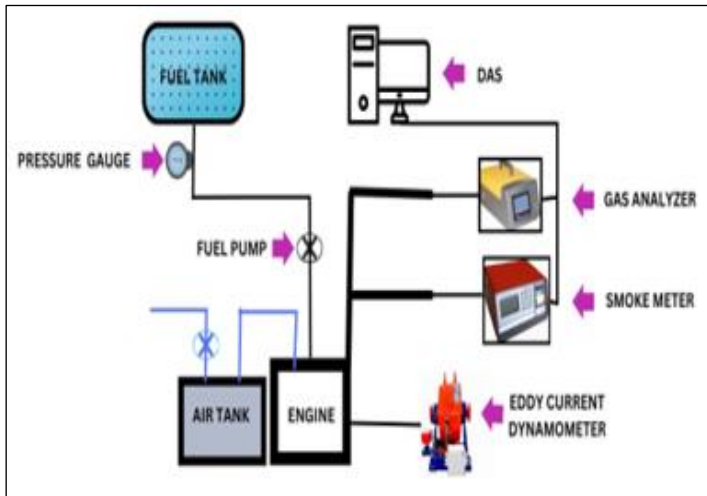 FUEL TANK
DAS
PRESSURE GAUGE
GAS ANALYZER
FUEL PUMP
SMOKE METER
AIR TANK
ENGINE
EDDY CURRENT
DYNAMOMETER